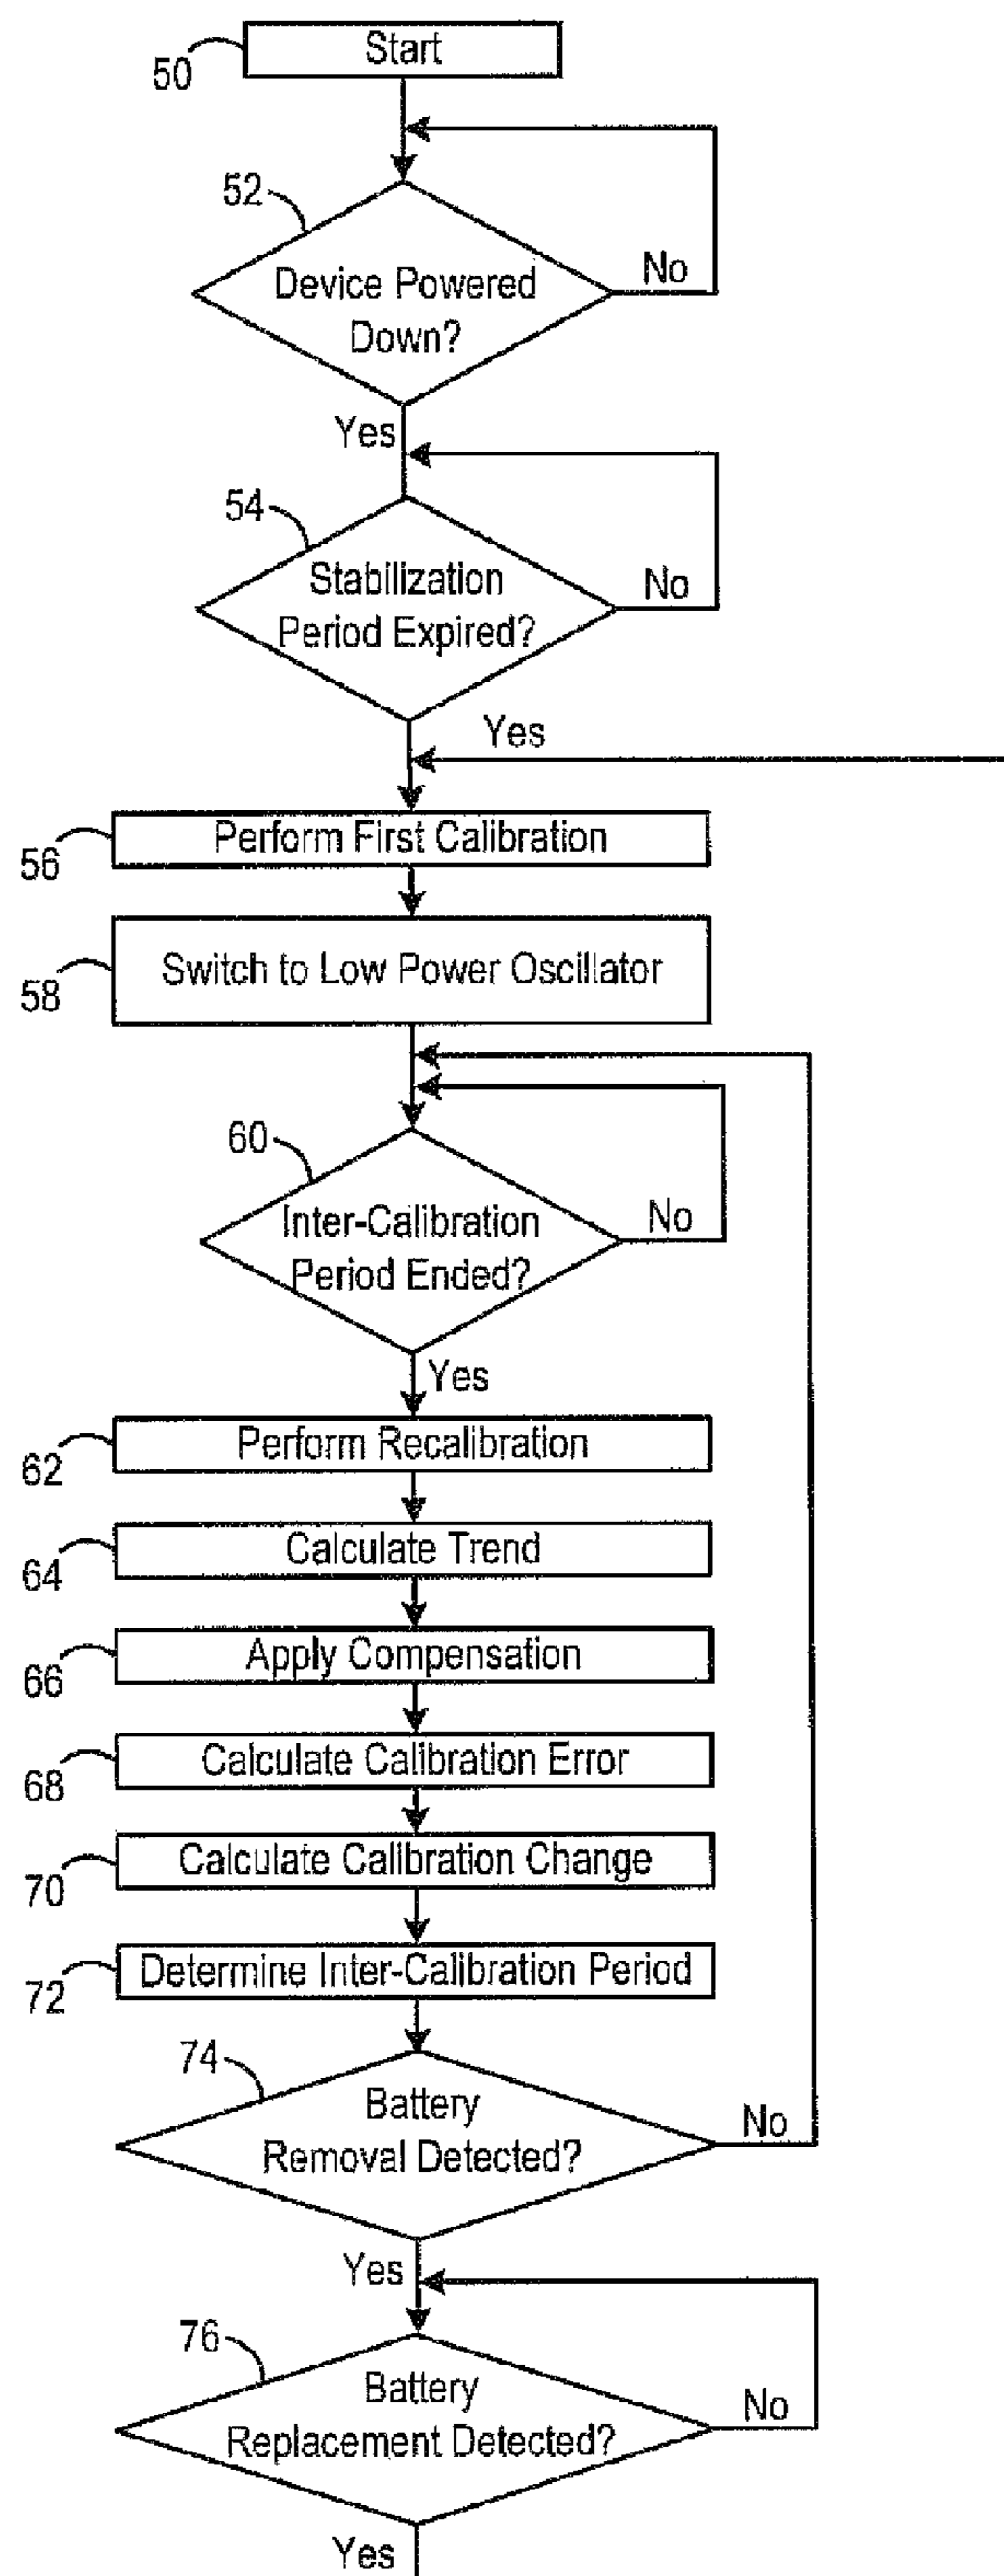 Start
50
52
Device Powered
Down?
No
Yes
54
Stabilization
Period Expired?
No
Yes
Perform First Calibration
56
Switch to Low Power Oscillator
58
60
Inter-Calibration
Period Ended?
No
Yes
Perform Recalibration
62
Calculate Trend
64
Apply Compensation
66
Calculate Calibration Error
68
Calculate Calibration Change
70
Determine Inter-Calibration Period
72
74
Battery
Removal Detected?
No
Yes
76
Battery
Replacement Detected?
No
Yes